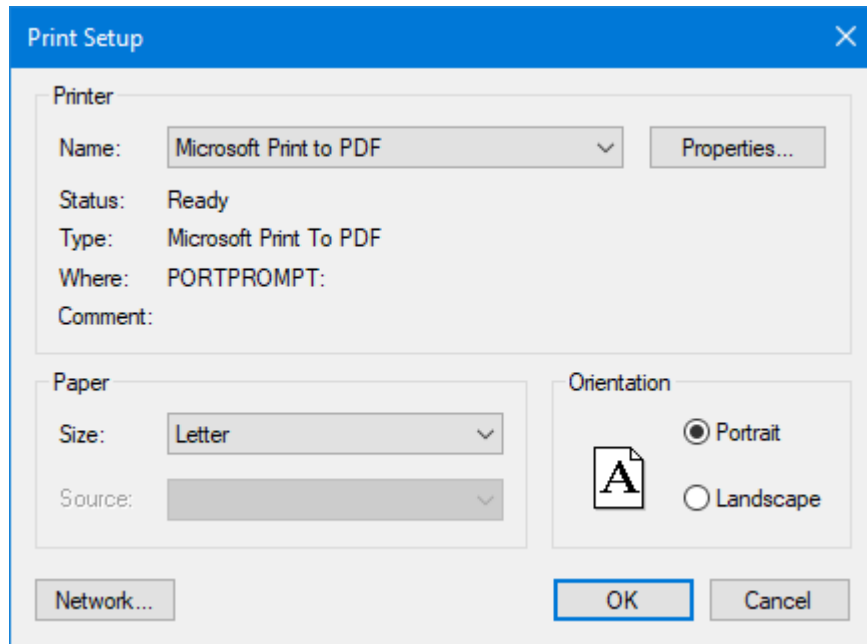 Print Setup
Printer
Name: Microsoft Print to PDF Properties...
Status: Ready
Type: Microsoft Print To PDF
Where: PORTPROMPT:
Comment:
Paper
Size: Letter
Source:
Orientation
A
Portrait
Landscape
Network... OK Cancel